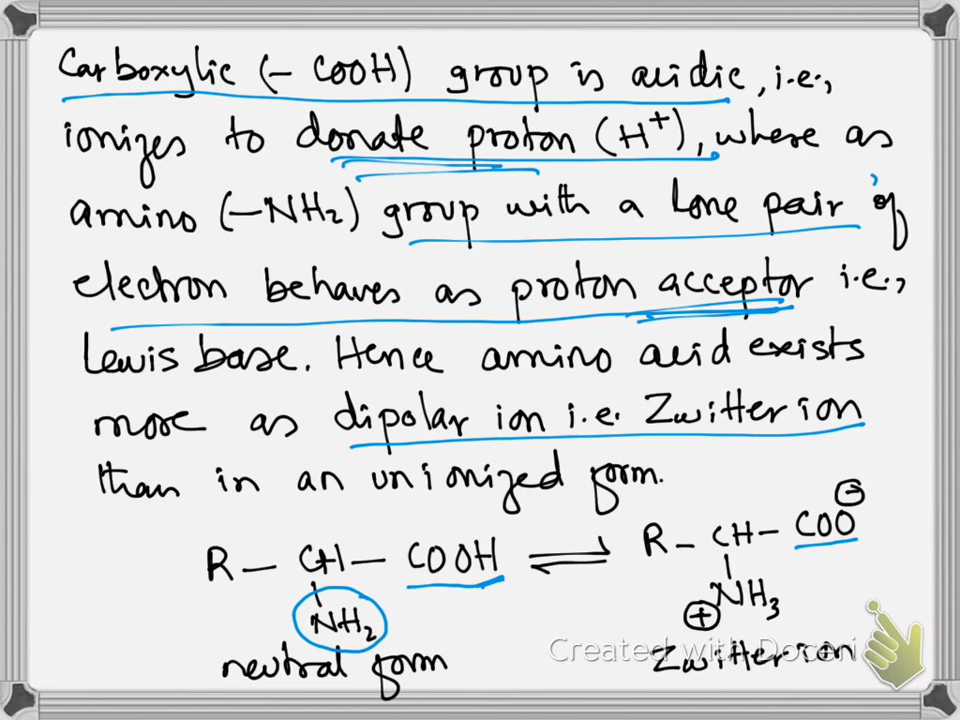 Carboxylic (- COOH) group is acidic, i.e.,
ionizes to donate proton (H+), where as
amino (-NH2) group with a lone pair of
electron behaves as proton acceptor i.e.,
Lewis base. Hence amino acid exists
more as dipolar ion i.e. Zwitter ion
than in an unionized form.
R - CH - COOH ⇌ R - CH - COO⊖
NH2 ⊕NH3
neutral form Zwitter ion
Created with Doceri